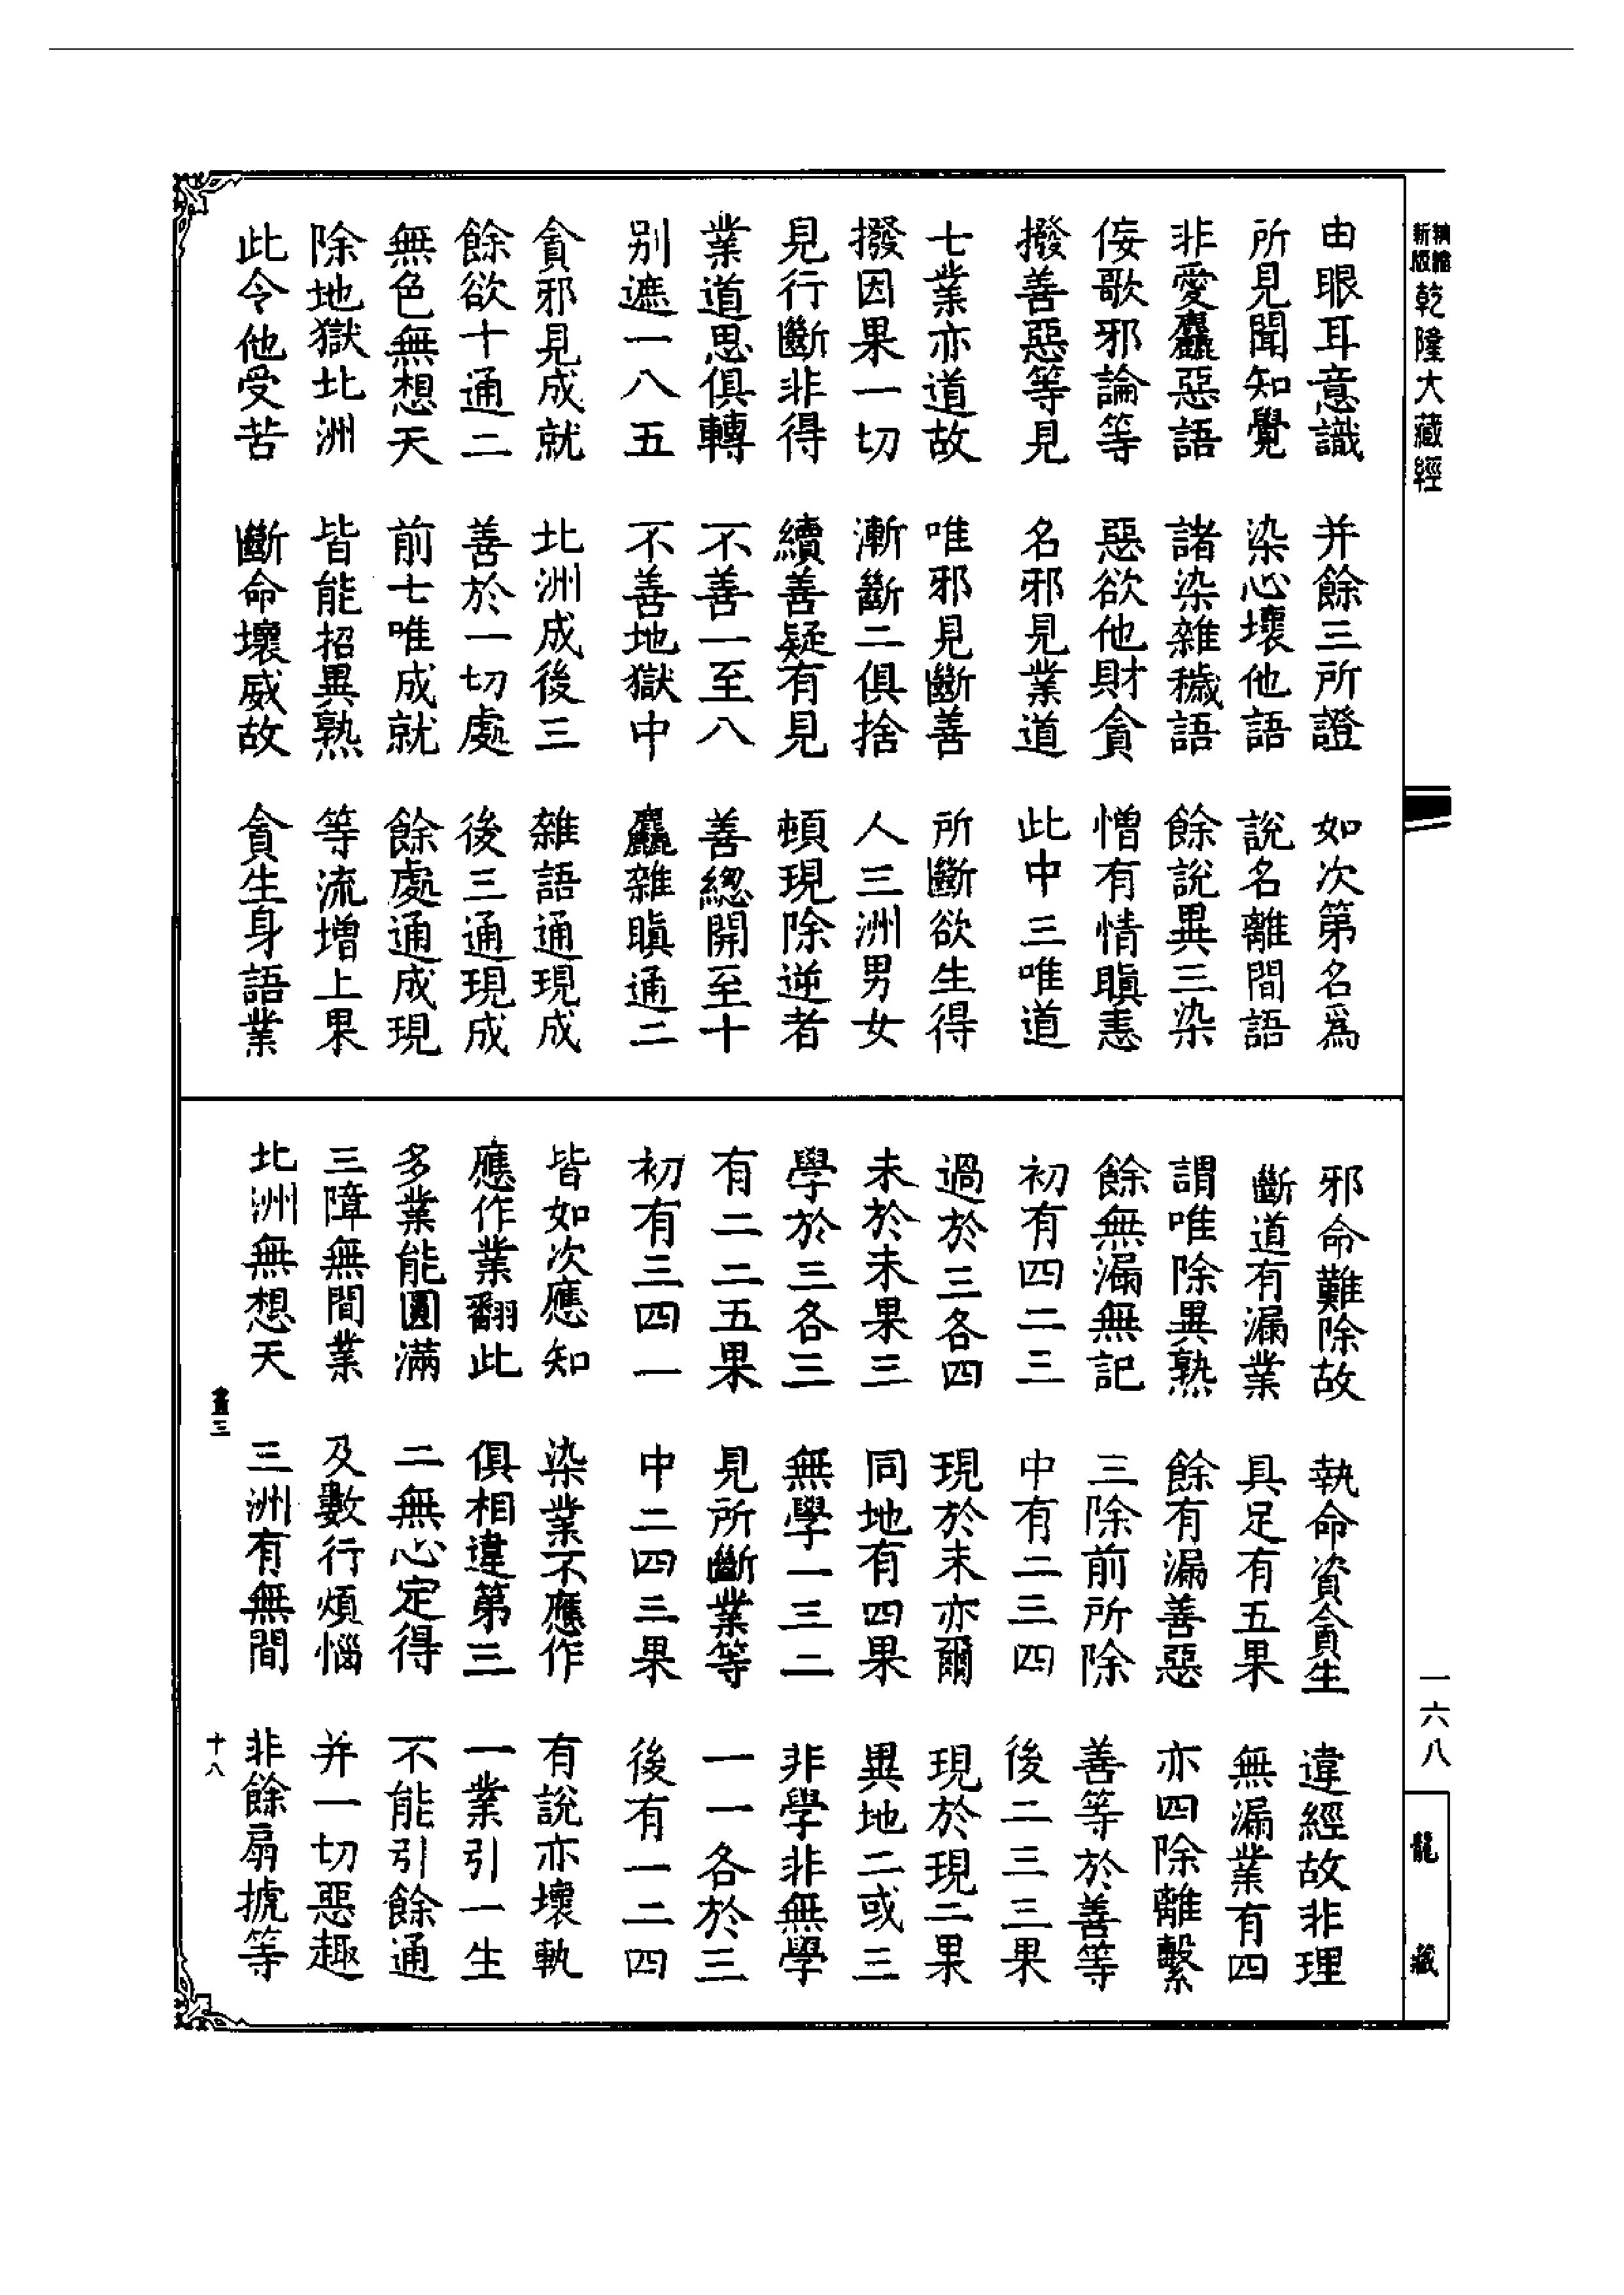 精縮新版乾隆大藏經
由眼耳意識　并餘三所證　如次第名爲
所見聞知覺　染心壞他語　說名離間語
非愛麤惡語　諸染雜穢語　餘說異三染
侫歌邪論等　惡欲他財貪　憎有情瞋恚
撥善惡等見　名邪見業道　此中三唯道
七業亦道故　唯邪見斷善　所斷欲生得
撥因果一切　漸斷二俱捨　人三洲男女
見行斷非得　續善疑有見　頓現除逆者
業道思俱轉　不善一至八　善緫開至十
別遮一八五　不善地獄中　麤雜瞋通二
貪邪見成就　北洲成後三　雜語通現成
餘欲十通二　善於一切處　後三通現成
無色無想天　前七唯成就　餘處通成現
除地獄北洲　皆能招異熟　等流增上果
此令他受苦　斷命壞威故　貪生身語業
邪命難除故　執命資貪生　違經故非理
斷道有漏業　具足有五果　無漏業有四
謂唯除異熟　餘有漏善惡　亦四除離繫
餘無漏無記　三除前所除　善等於善等
初有四二三　中有二三四　後二三三果
過於三各四　現於未亦爾　現於現二果
未於未果三　同地有四果　異地二或三
學於三各三　無學一三二　非學非無學
有二二五果　見所斷業等　一一各於三
初有三四一　中二四三果　後有一二四
皆如次應知　染業不應作　有說亦壞軌
應作業翻此　俱相違第三　一業引一生
多業能圓滿　二無心定得　不能引餘通
三障無間業　及數行煩惱　并一切惡趣
北洲無想天　三洲有無間　非餘扇搋等
十八
一六八
龍藏